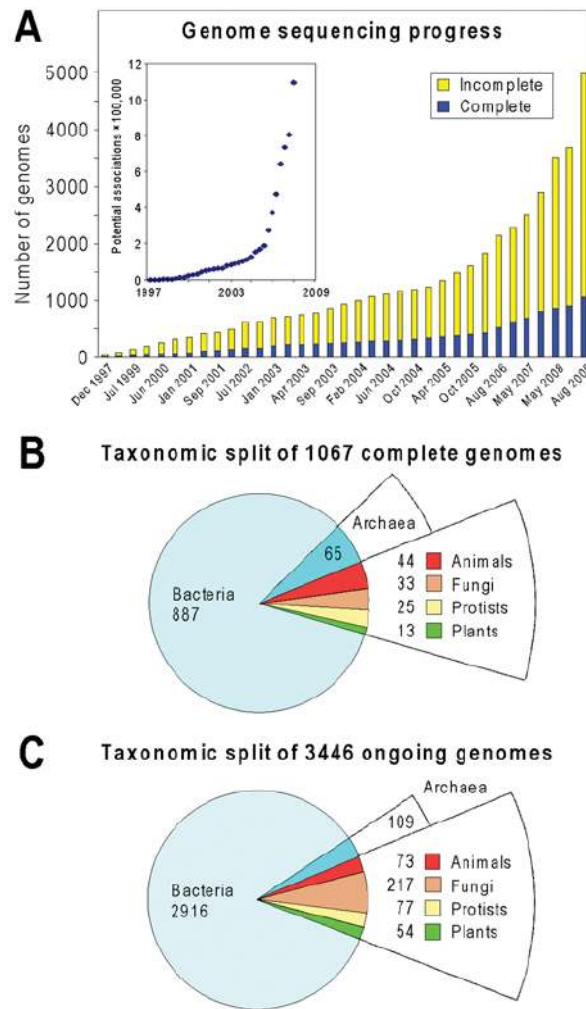 A
Genome sequencing progress
Number of genomes
5000
4000
3000
2000
1000
0
Potential associations * 100,000
12
10
8
6
4
2
0
1997
2003
2009
Incomplete
Complete
Dec 1997
Jul 1999
Jun 2000
Jan 2001
Sep 2001
Jul 2002
Jan 2003
Apr 2003
Sep 2003
Feb 2004
Jun 2004
Oct 2004
Apr 2005
Oct 2005
Aug 2006
May 2007
May 2008
B
Taxonomic split of 1067 complete genomes
Archaea
65
Bacteria
887
44 Animals
33 Fungi
25 Protists
13 Plants
C
Taxonomic split of 3446 ongoing genomes
Archaea
109
Bacteria
2916
73 Animals
217 Fungi
77 Protists
54 Plants